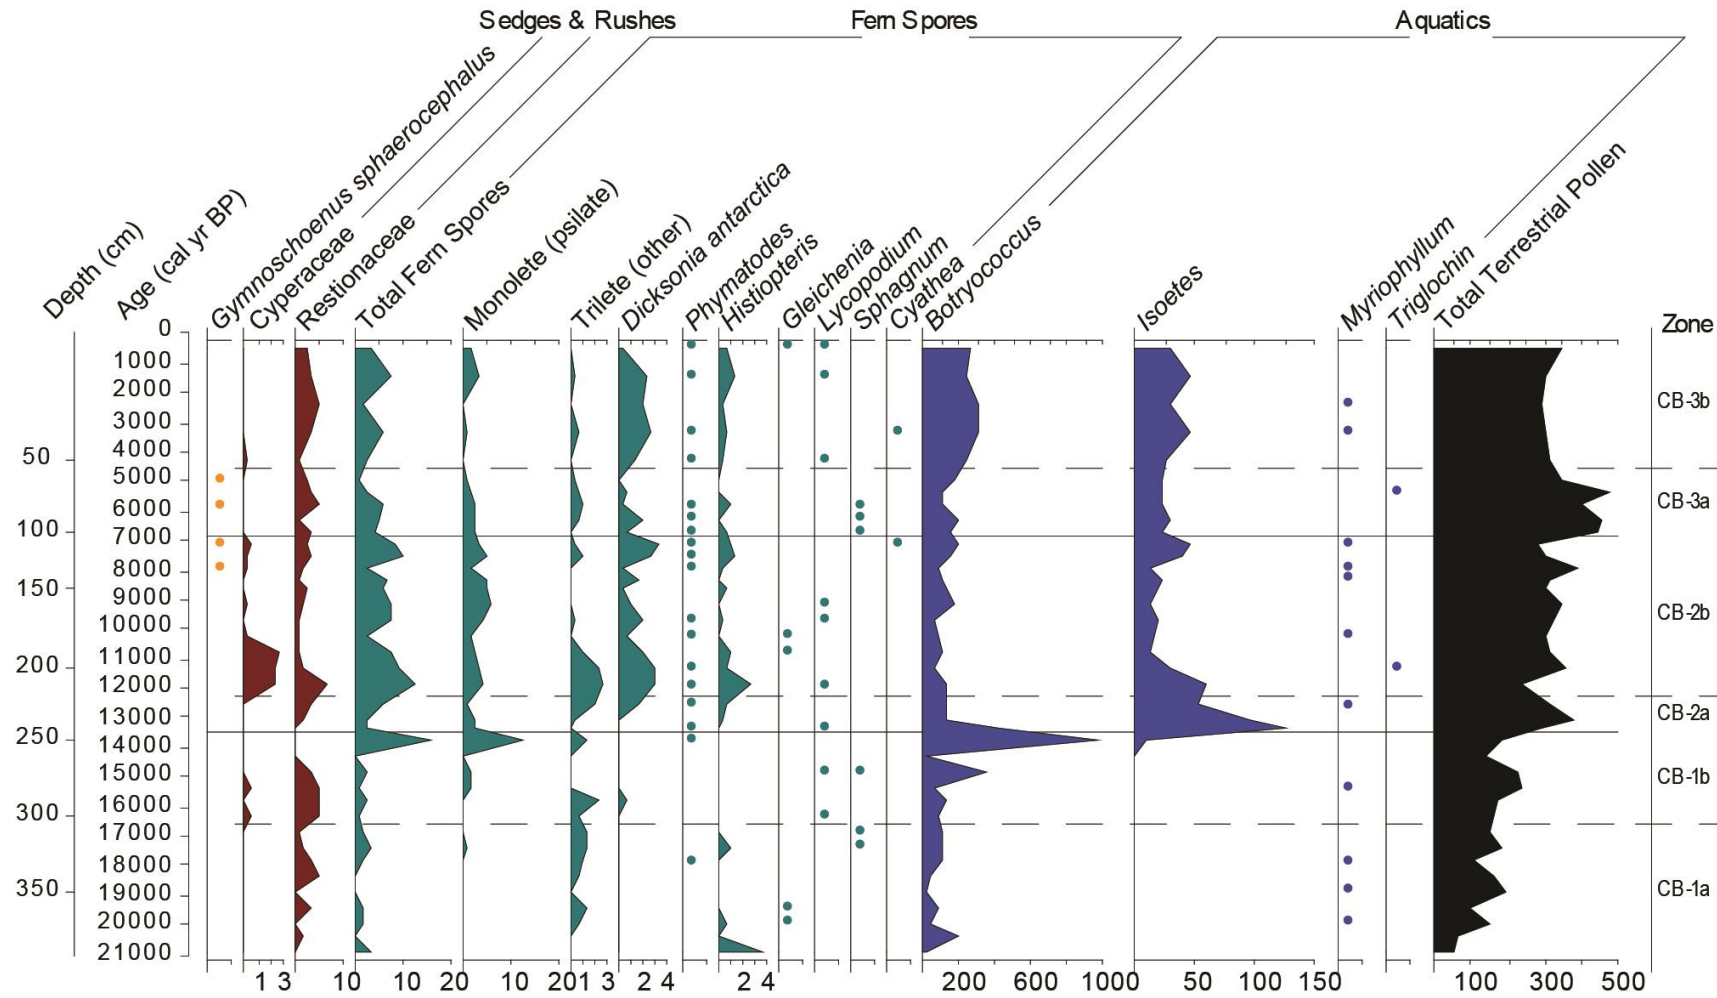 Sedges & Rushes Fern Spores Aquatics
Depth (cm)
Age (cal yr BP)
Gymnoschoenus sphaerocephalus
Cyperaceae
Restionaceae
Total Fern Spores
Monolete (psilate)
Trilete (other)
Dicksonia antarctica
Phymatodes
Histiopteris
Gleichenia
Lycopodium
Sphagnum
Cyathea
Botryococcus
Isoetes
Myriophyllum
Triglochin
Total Terrestrial Pollen
Zone
0
1000
2000
CB-3b
3000
4000
50
5000
CB-3a
6000
100
7000
8000
150
9000
CB-2b
10000
11000
200
12000
CB-2a
13000
250
14000
15000
CB-1b
16000
300
17000
18000
350
19000
CB-1a
20000
21000
1 3 10 10 20 10 20 1 3 2 4 2 4 200 600 1000 50 100 150 100 300 500